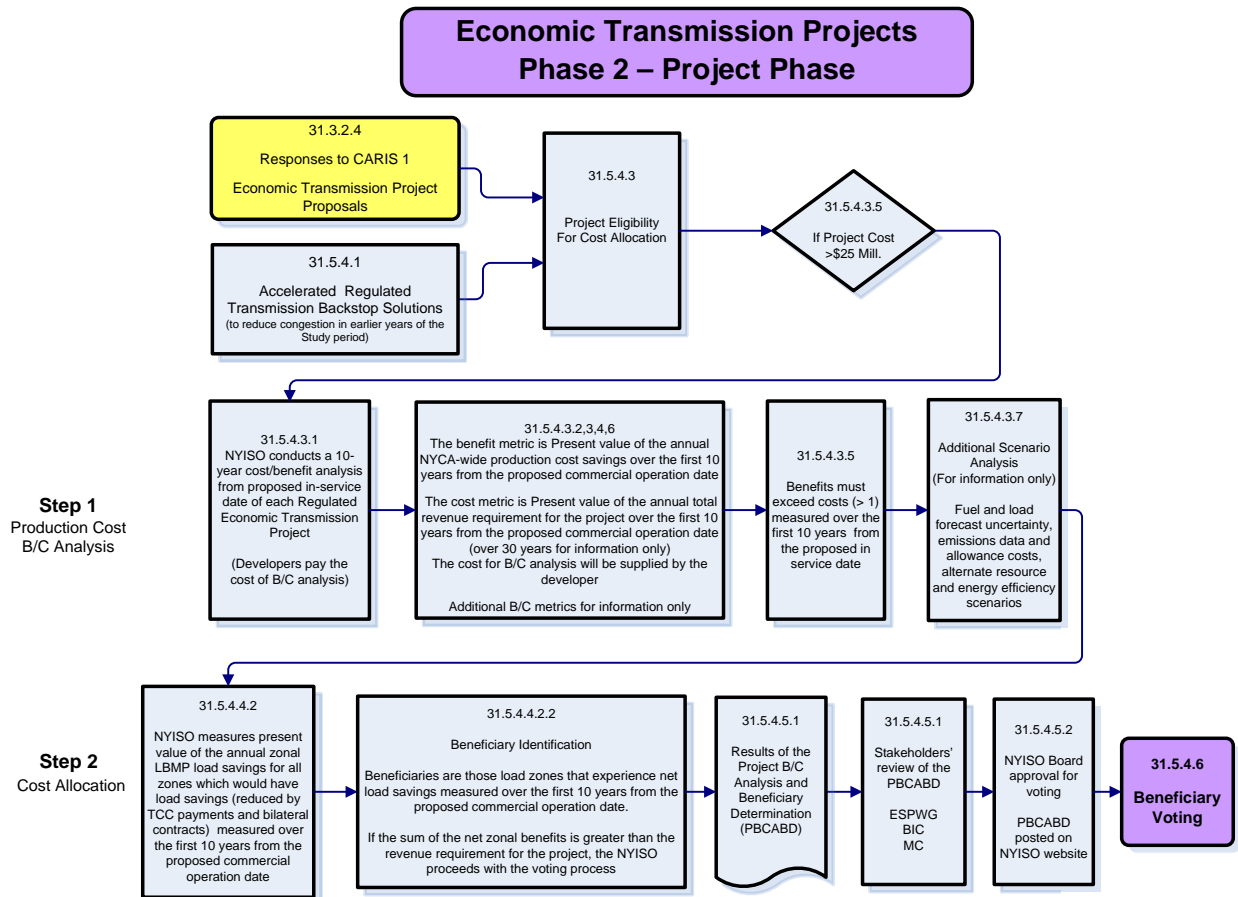 Economic Transmission Projects
Phase 2 – Project Phase
31.3.2.4
Responses to CARIS 1
Economic Transmission Project
Proposals
31.5.4.1
Accelerated Regulated
Transmission Backstop Solutions
(to reduce congestion in earlier years of the
Study period)
31.5.4.3
Project Eligibility
For Cost Allocation
31.5.4.3.5
If Project Cost
>$25 Mill.
Step 1
Production Cost
B/C Analysis
31.5.4.3.1
NYISO conducts a 10-
year cost/benefit analysis
from proposed in-service
date of each Regulated
Economic Transmission
Project
(Developers pay the
cost of B/C analysis)
31.5.4.3.2,3,4,6
The benefit metric is Present value of the annual
NYCA-wide production cost savings over the first 10
years from the proposed commercial operation date
The cost metric is Present value of the annual total
revenue requirement for the project over the first 10
years from the proposed commercial operation date
(over 30 years for information only)
The cost for B/C analysis will be supplied by the
developer
Additional B/C metrics for information only
31.5.4.3.5
Benefits must
exceed costs (> 1)
measured over the
first 10 years from
the proposed in
service date
31.5.4.3.7
Additional Scenario
Analysis
(For information only)
Fuel and load
forecast uncertainty,
emissions data and
allowance costs,
alternate resource
and energy efficiency
scenarios
Step 2
Cost Allocation
31.5.4.4.2
NYISO measures present
value of the annual zonal
LBMP load savings for all
zones which would have
load savings (reduced by
TCC payments and bilateral
contracts) measured over
the first 10 years from the
proposed commercial
operation date
31.5.4.4.2.2
Beneficiary Identification
Beneficiaries are those load zones that experience net
load savings measured over the first 10 years from the
proposed commercial operation date.
If the sum of the net zonal benefits is greater than the
revenue requirement for the project, the NYISO
proceeds with the voting process
31.5.4.5.1
Results of the
Project B/C
Analysis and
Beneficiary
Determination
(PBCABD)
31.5.4.5.1
Stakeholders'
review of the
PBCABD
ESPWG
BIC
MC
31.5.4.5.2
NYISO Board
approval for
voting
PBCABD
posted on
NYISO website
31.5.4.6
Beneficiary
Voting